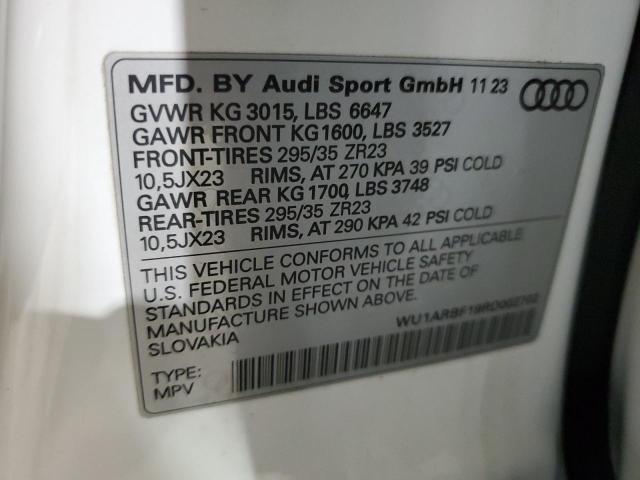 MFD. BY Audi Sport GmbH 11 23
GVWR KG 3015, LBS 6647
GAWR FRONT KG1600, LBS 3527
FRONT-TIRES 295/35 ZR23
10,5JX23 RIMS, AT 270 KPA 39 PSI COLD
GAWR REAR KG 1700, LBS 3748
REAR-TIRES 295/35 ZR23
10,5JX23 RIMS, AT 290 KPA 42 PSI COLD
THIS VEHICLE CONFORMS TO ALL APPLICABLE
U.S. FEDERAL MOTOR VEHICLE SAFETY
STANDARDS IN EFFECT ON THE DATE OF
MANUFACTURE SHOWN ABOVE.
SLOVAKIA
WU1ARBF19RD002702
TYPE:
MPV